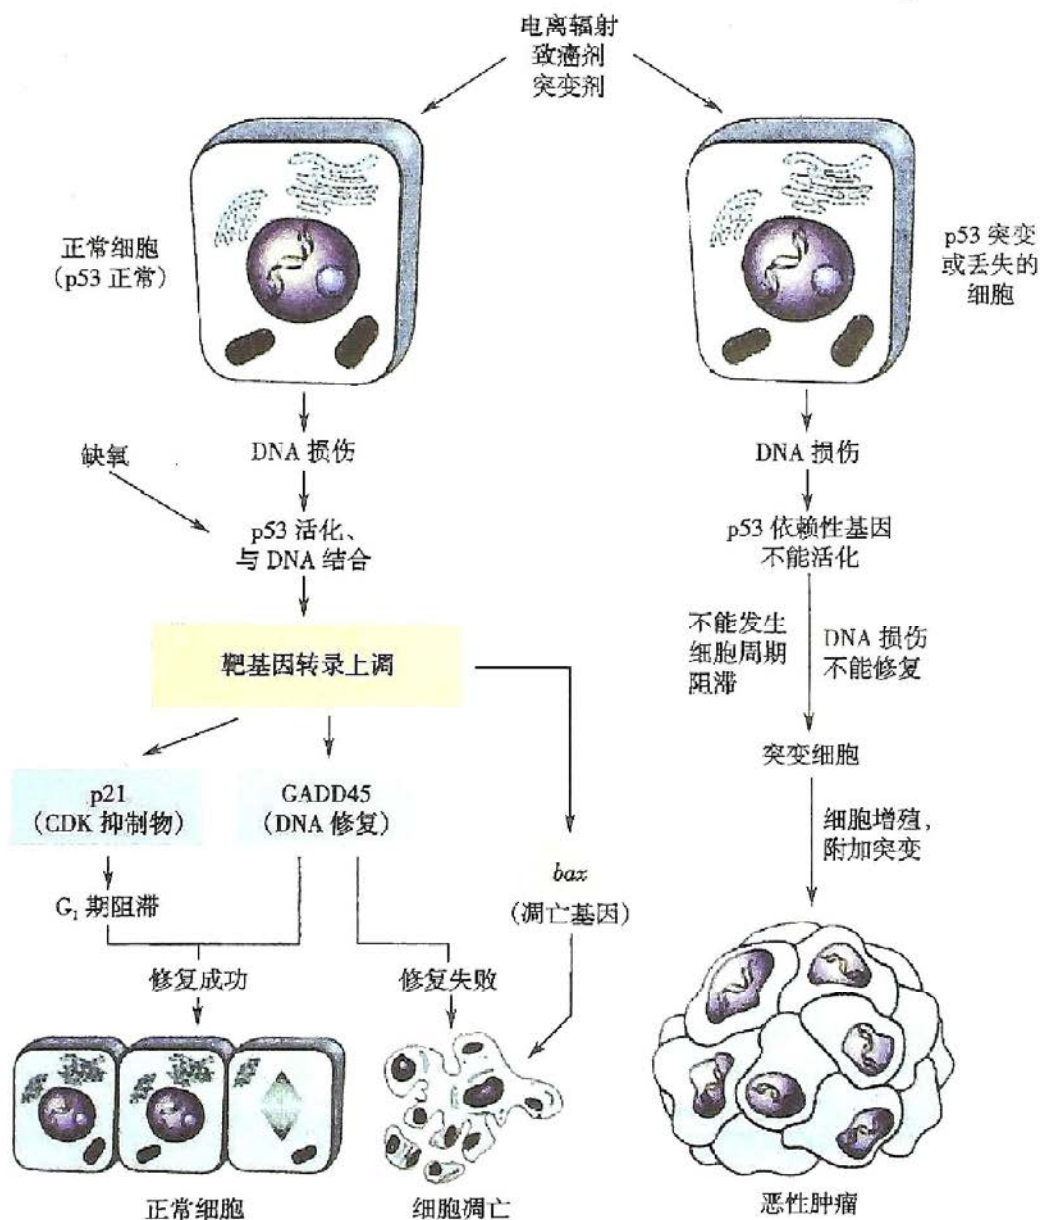 电离辐射
致癌剂
突变剂
正常细胞
（p53 正常）
p53 突变
或丢失的
细胞
缺氧
DNA 损伤
DNA 损伤
p53 活化、
与 DNA 结合
p53 依赖性基因
不能活化
靶基因转录上调
不能发生
细胞周期
阻滞
DNA 损伤
不能修复
突变细胞
p21
（CDK 抑制物）
GADD45
（DNA 修复）
细胞增殖，
附加突变
bax
（凋亡基因）
G₁ 期阻滞
修复成功
修复失败
正常细胞
细胞凋亡
恶性肿瘤